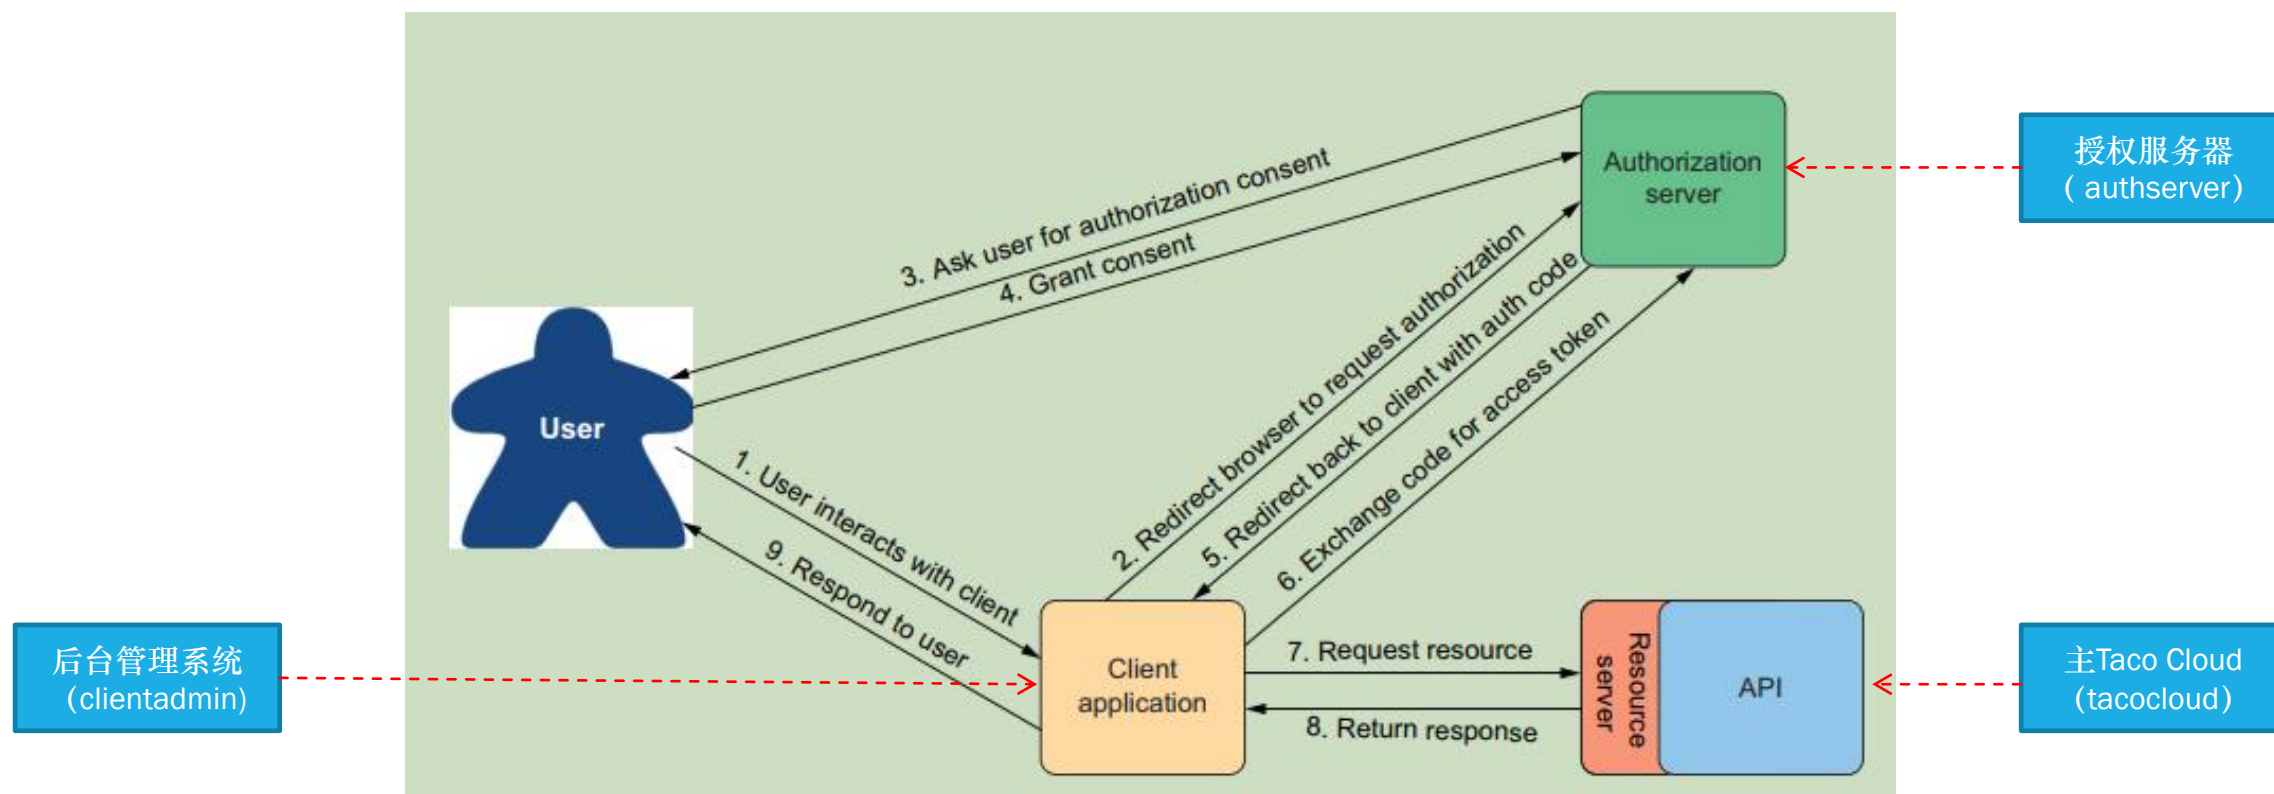 Authorization
server
授权服务器
( authserver)
3. Ask user for authorization consent
4. Grant consent
2. Redirect browser to request authorization
5. Redirect back to client with auth code
6. Exchange code for access token
User
1. User interacts with client
9. Respond to user
后台管理系统
(clientadmin)
Client
application
7. Request resource
8. Return response
Resource
server
API
主Taco Cloud
(tacocloud)